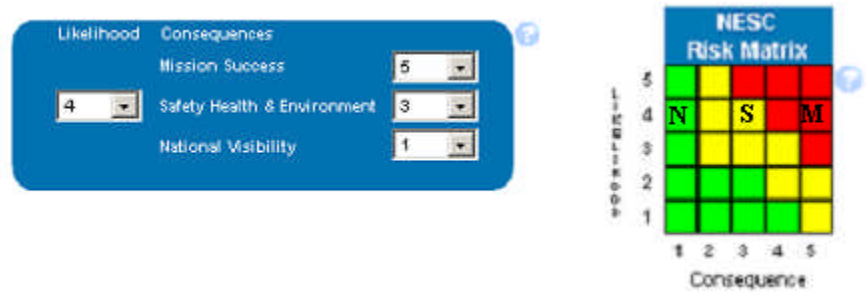 Likelihood Consequences
Mission Success 5
4 Safety Health & Environment 3
National Visibility 1
?
NESC
Risk Matrix
?
LIKELIHOOD
5
4 N S M
3
2
1
1 2 3 4 5
Consequence